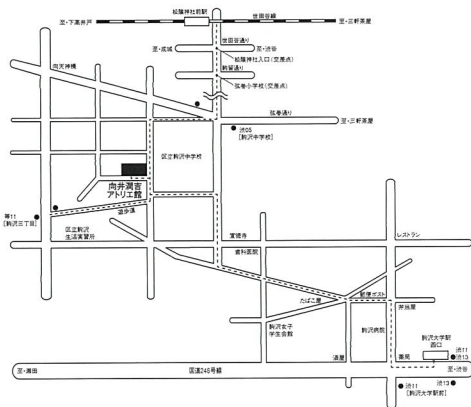 松陰神社前駅
世田谷線
至・下高井戸
至・三軒茶屋
世田谷通り
至・成城
至・渋谷
松陰神社入口(交差点)
駒留通り
弦巻小学校(交差点)
向天神橋
弦巻通り
至・三軒茶屋
渋05
[駒沢中学校]
区立駒沢中学校
向井潤吉
アトリエ館
遊歩道
等11
[駒沢三丁目]
区立駒沢
生活実習所
常徳寺
歯科医院
レストラン
たばこ屋
郵便ポスト
弁当屋
駒沢女子
学生会館
駒沢病院
駒沢大学駅
西口
酒屋
薬局
渋11
渋13
至・瀬田
国道246号線
至・渋谷
渋11
[駒沢大学駅前]
渋13